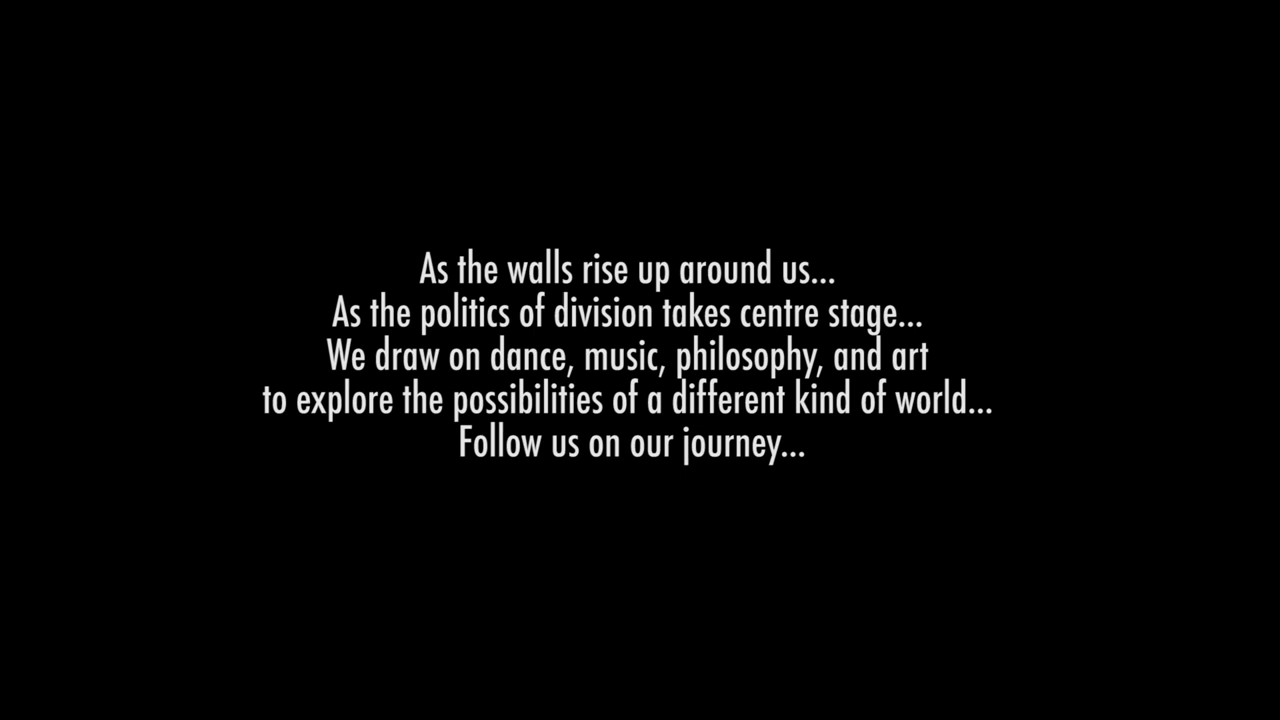 As the walls rise up around us...
As the politics of division takes centre stage...
We draw on dance, music, philosophy, and art
to explore the possibilities of a different kind of world...
Follow us on our journey...